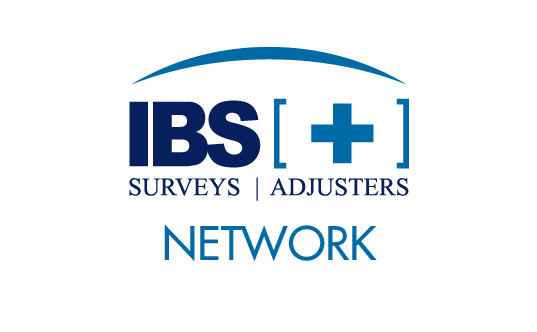 IBS [+]
SURVEYS | ADJUSTERS
NETWORK